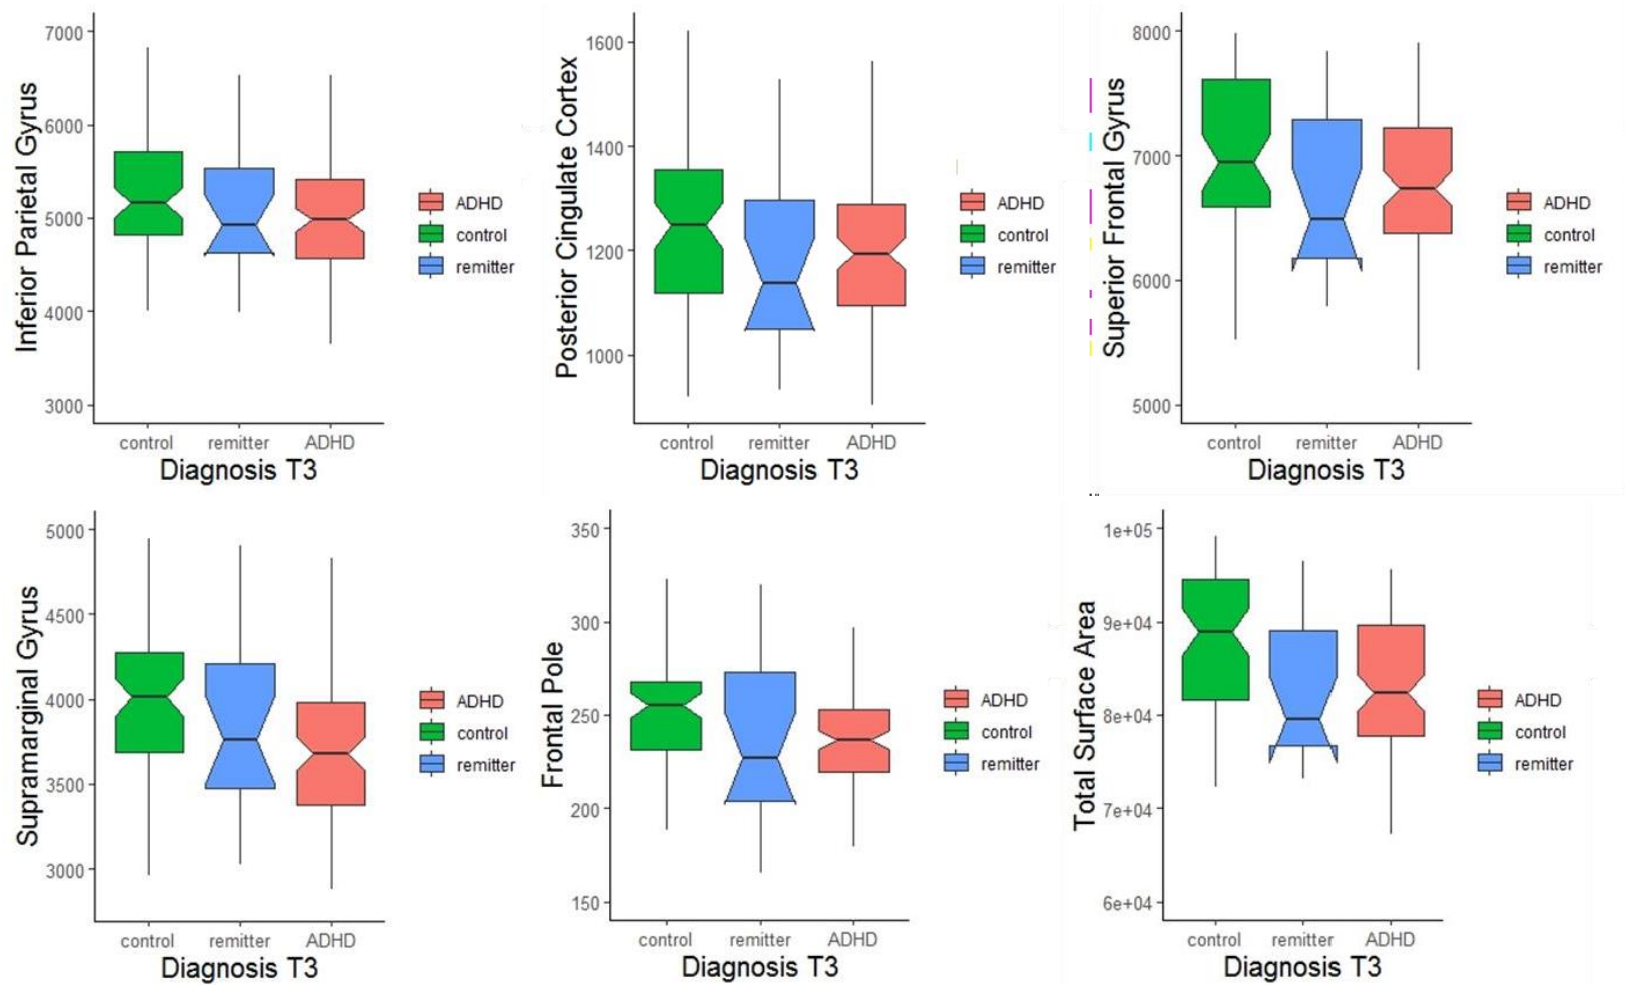 Inferior Parietal Gyrus
7000
6000
5000
4000
3000
control remitter ADHD
Diagnosis T3
ADHD
control
remitter
Posterior Cingulate Cortex
1600
1400
1200
1000
control remitter ADHD
Diagnosis T3
ADHD
control
remitter
Superior Frontal Gyrus
8000
7000
6000
5000
control remitter ADHD
Diagnosis T3
ADHD
control
remitter
Supramarginal Gyrus
5000
4500
4000
3500
3000
control remitter ADHD
Diagnosis T3
ADHD
control
remitter
Frontal Pole
350
300
250
200
150
control remitter ADHD
Diagnosis T3
ADHD
control
remitter
Total Surface Area
1e+05
9e+04
8e+04
7e+04
6e+04
control remitter ADHD
Diagnosis T3
ADHD
control
remitter